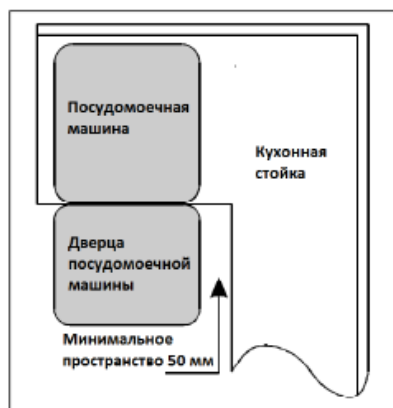 Посудомоечная
машина
Кухонная
стойка
Дверца
посудомоечной
машины
Минимальное
пространство 50 мм